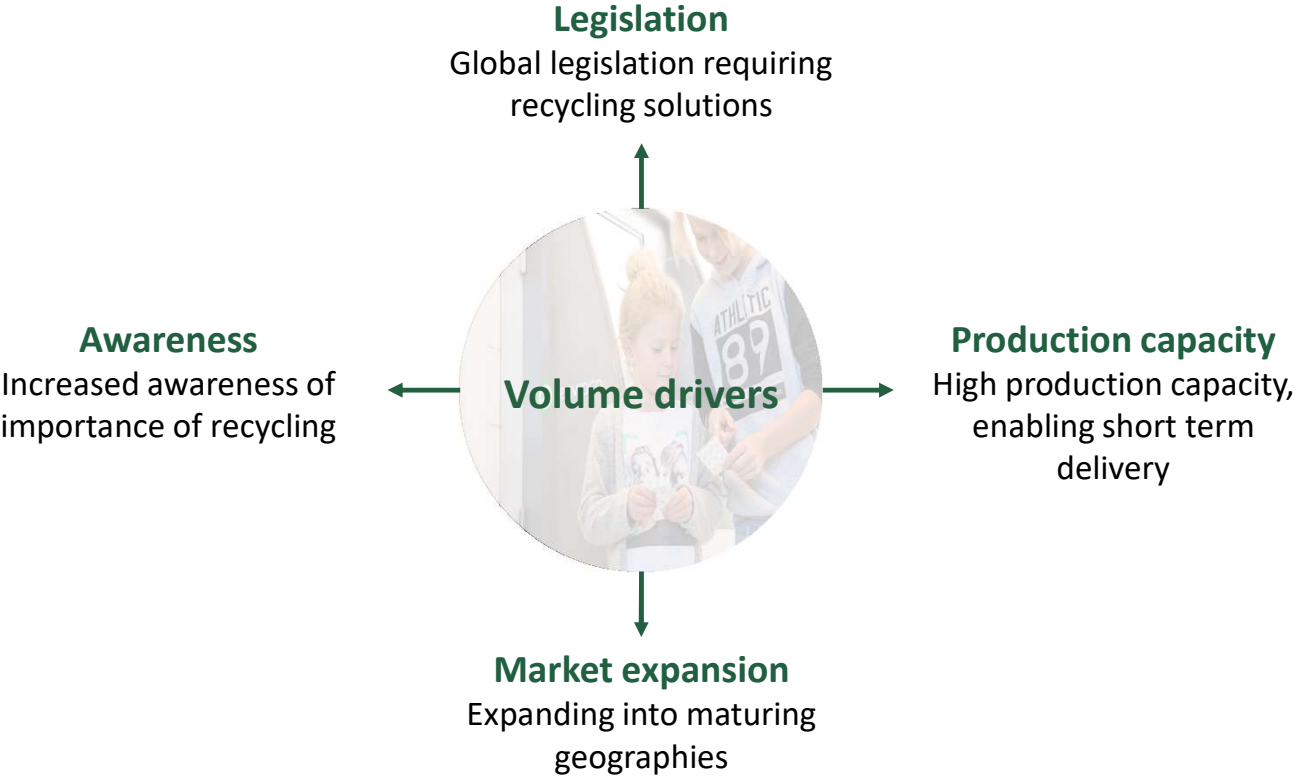 Legislation
Global legislation requiring
recycling solutions
Awareness
Increased awareness of
importance of recycling
ATHLETIC
89
Volume drivers
Production capacity
High production capacity,
enabling short term
delivery
Market expansion
Expanding into maturing
geographies